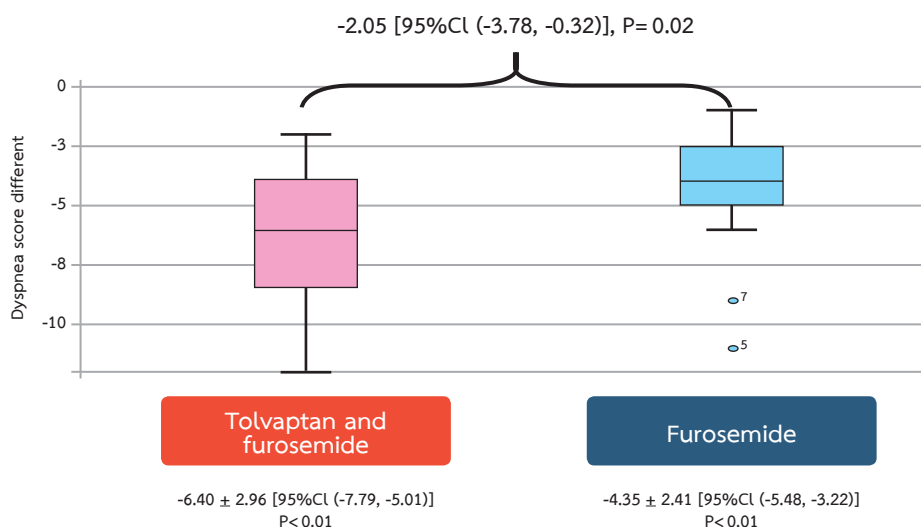 -2.05 [95%Cl (-3.78, -0.32)], P= 0.02
Dyspnea score different
0
-3
-5
-8
-10
7
5
Tolvaptan and
furosemide
Furosemide
-6.40 ± 2.96 [95%Cl (-7.79, -5.01)]
P< 0.01
-4.35 ± 2.41 [95%Cl (-5.48, -3.22)]
P< 0.01